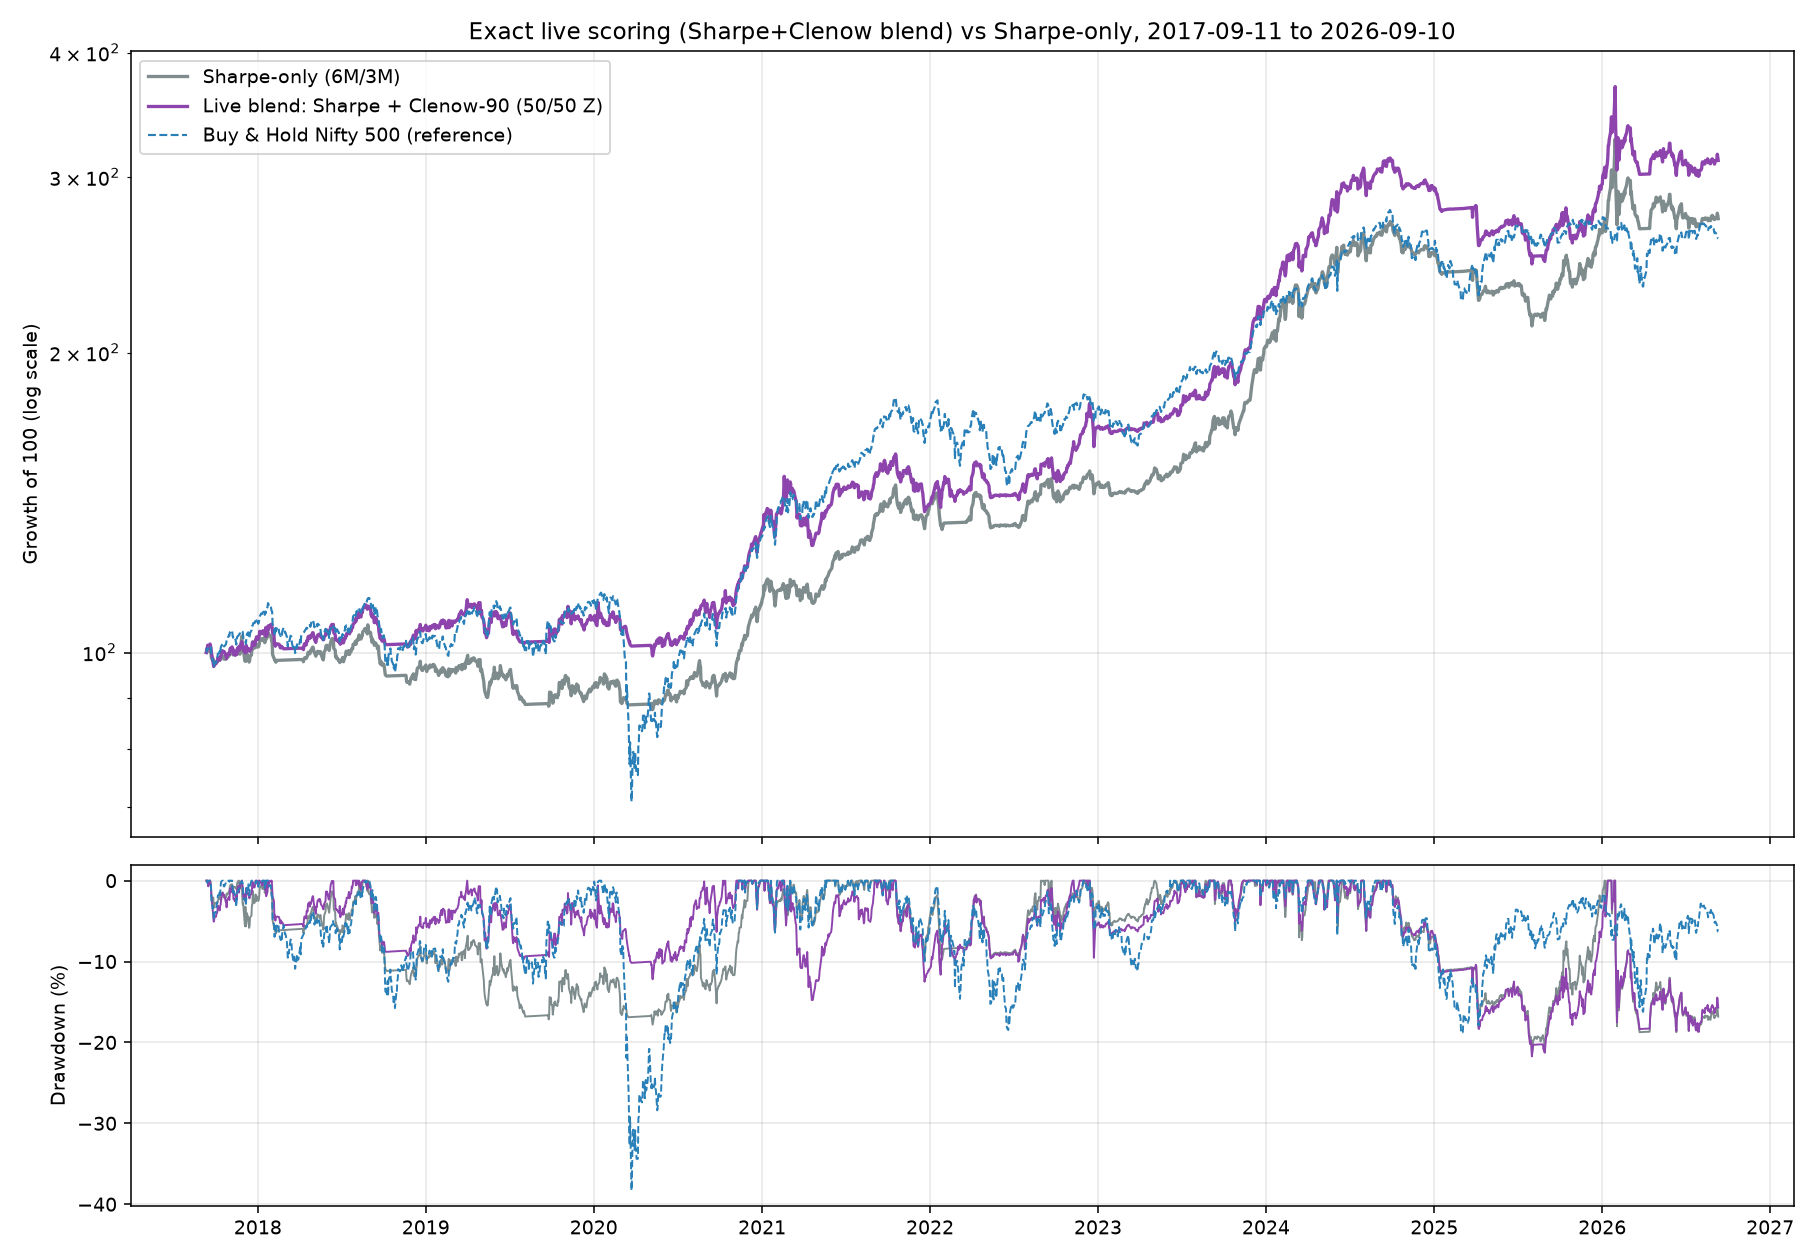 Exact live scoring (Sharpe+Clenow blend) vs Sharpe-only, 2017-09-11 to 2026-09-10
Sharpe-only (6M/3M)
Live blend: Sharpe + Clenow-90 (50/50 Z)
Buy & Hold Nifty 500 (reference)
Growth of 100 (log scale)
4 × 10²
3 × 10²
2 × 10²
10²
Drawdown (%)
0
−10
−20
−30
−40
2018 2019 2020 2021 2022 2023 2024 2025 2026 2027